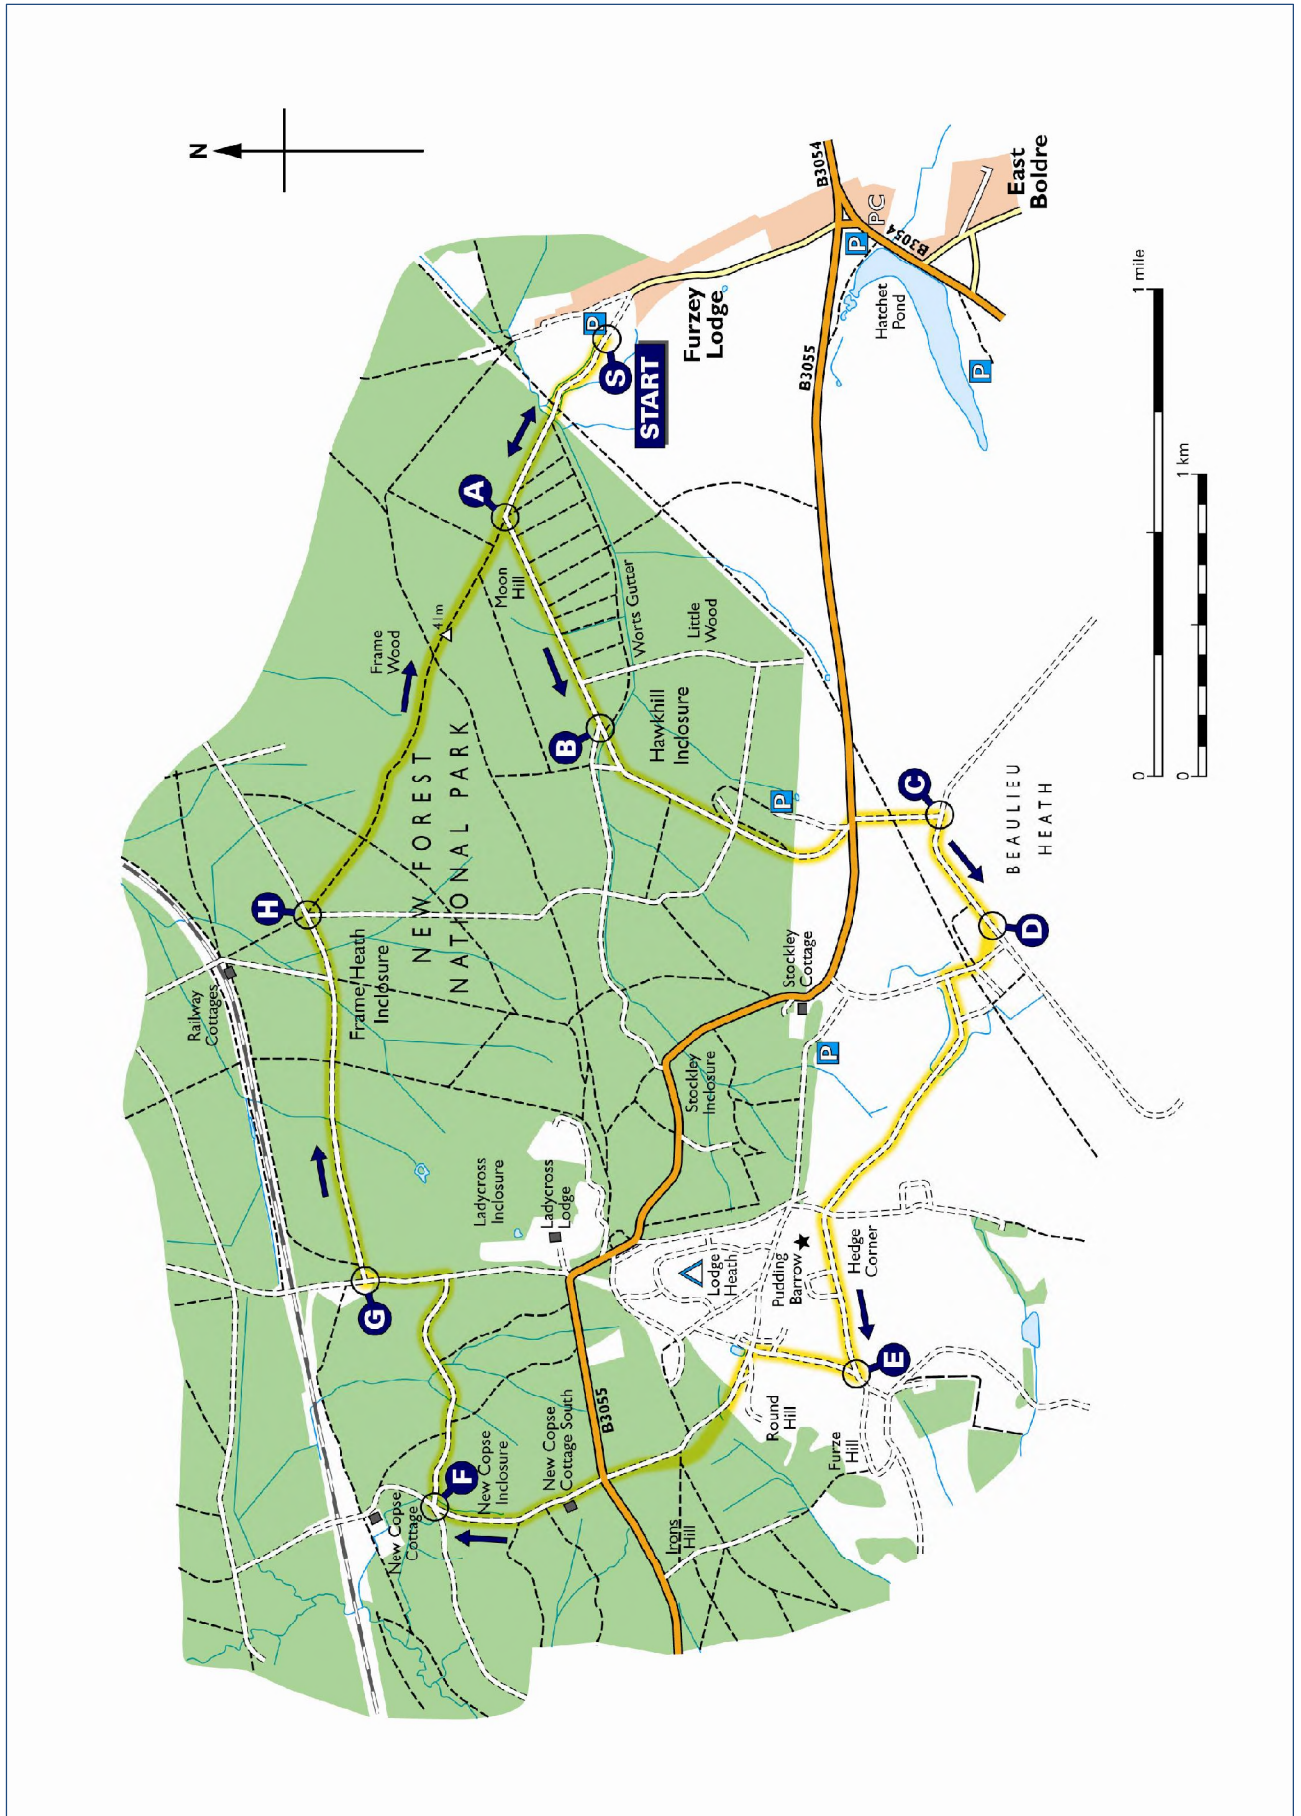 N
Railway
Cottages
H
Frame Heath
Inclosure
G
Frame
Wood
41m
NEW FOREST
NATIONAL PARK
New Copse
Cottage
F
New Copse
Inclosure
Ladycross
Inclosure
Ladycross
Lodge
A
Moon
Hill
New Copse
Cottage South
B
P
S
START
B3055
Worts Gutter
Hawkhill
Inclosure
Little
Wood
Furzey
Lodge
Irons
Hill
Stockley
Inclosure
Lodge
Heath
Round
Hill
Pudding
Barrow
P
Stockley
Cottage
B3055
B3054
P
PC
P
Furze
Hill
Hedge
Corner
E
Hatchet
Pond
B3054
C
P
D
BEAULIEU
HEATH
East
Boldre
0
1 mile
0
1 km